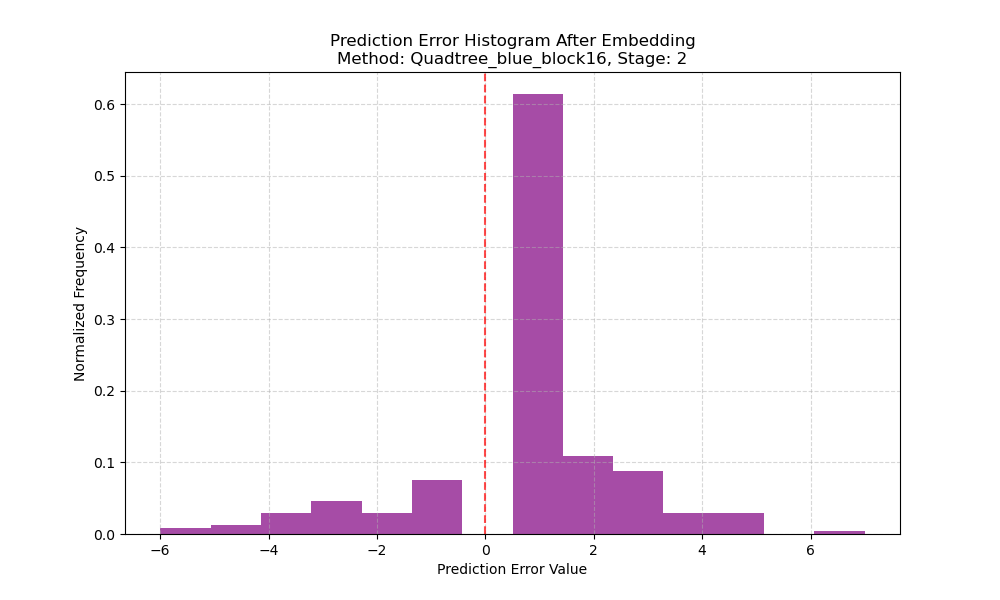 Prediction Error Histogram After Embedding
Method: Quadtree_blue_block16, Stage: 2
Normalized Frequency
0.6
0.5
0.4
0.3
0.2
0.1
0.0
−6 −4 −2 0 2 4 6
Prediction Error Value